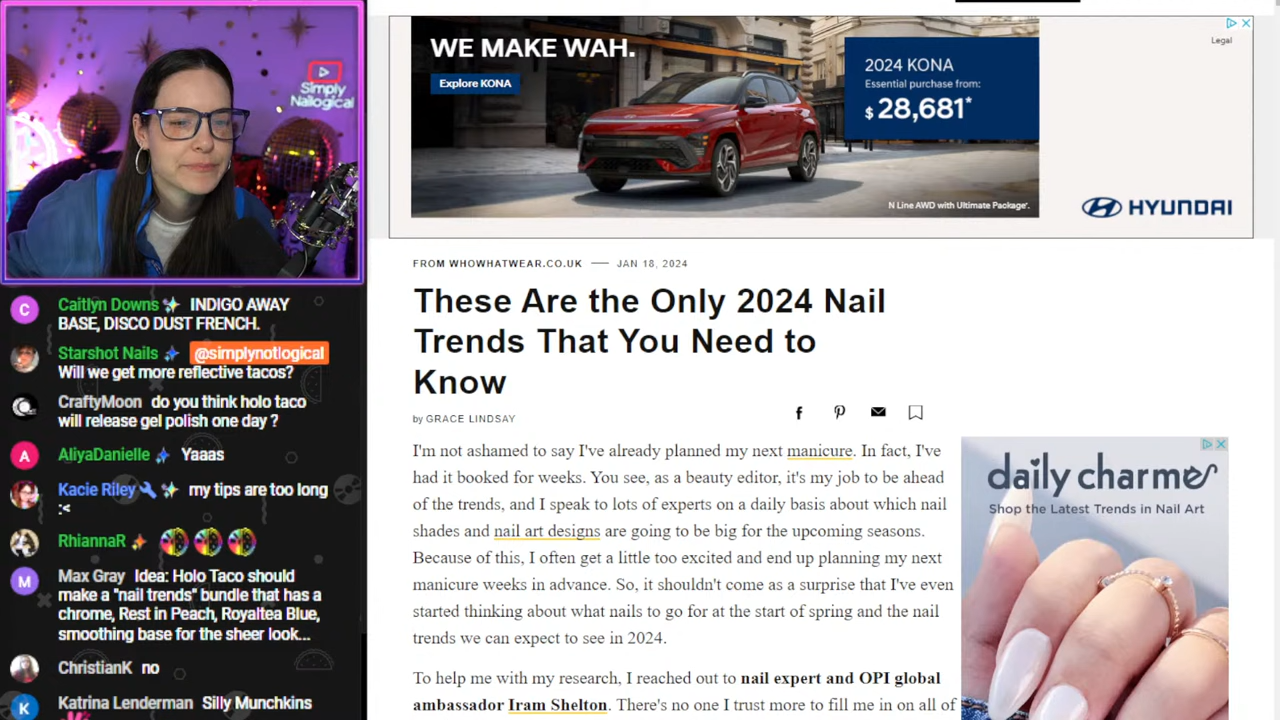 Simply
Nailogical
Caitlyn Downs INDIGO AWAY
BASE, DISCO DUST FRENCH.
Starshot Nails @simplynotlogical
Will we get more reflective tacos?
CraftyMoon do you think holo taco
will release gel polish one day ?
A AliyaDanielle Yaaas
Kacie Riley my tips are too long
:<
RhiannaR
M Max Gray Idea: Holo Taco should
make a "nail trends" bundle that has a
chrome, Rest in Peach, Royaltea Blue,
smoothing base for the sheer look...
ChristianK no
K Katrina Lenderman Silly Munchkins
C
WE MAKE WAH.
Explore KONA
2024 KONA
Essential purchase from:
$ 28,681*
N Line AWD with Ultimate Package*.
Legal
HYUNDAI
FROM WHOWHATWEAR.CO.UK — JAN 18, 2024
These Are the Only 2024 Nail
Trends That You Need to
Know
by GRACE LINDSAY
I'm not ashamed to say I've already planned my next manicure. In fact, I've
had it booked for weeks. You see, as a beauty editor, it's my job to be ahead
of the trends, and I speak to lots of experts on a daily basis about which nail
shades and nail art designs are going to be big for the upcoming seasons.
Because of this, I often get a little too excited and end up planning my next
manicure weeks in advance. So, it shouldn't come as a surprise that I've even
started thinking about what nails to go for at the start of spring and the nail
trends we can expect to see in 2024.
To help me with my research, I reached out to nail expert and OPI global
ambassador Iram Shelton. There's no one I trust more to fill me in on all of
daily charme
Shop the Latest Trends in Nail Art